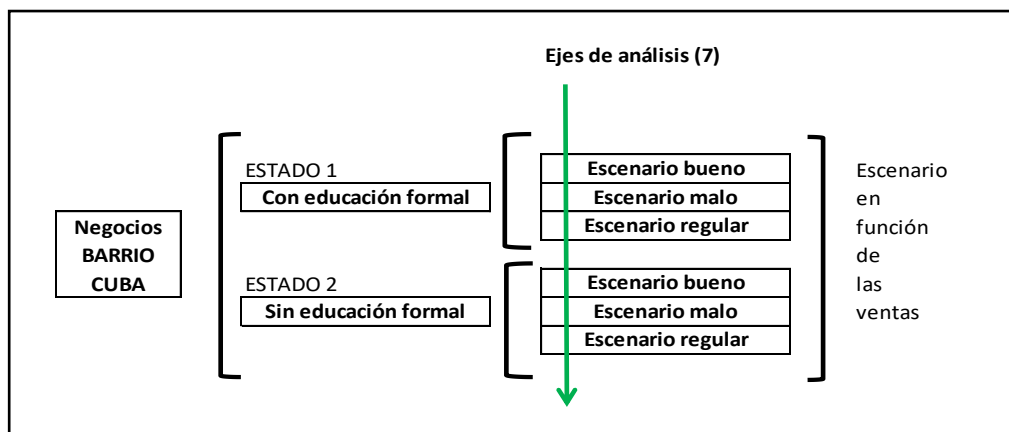 Ejes de análisis (7)
Negocios
BARRIO
CUBA
ESTADO 1
Con educación formal
Escenario bueno
Escenario malo
Escenario regular
ESTADO 2
Sin educación formal
Escenario bueno
Escenario malo
Escenario regular
Escenario
en
función
de
las
ventas